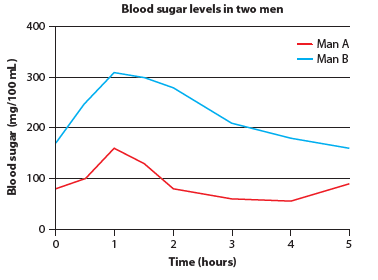 Blood sugar levels in two men
400
300
200
100
0
Blood sugar (mg/100 mL)
Man A
Man B
0 1 2 3 4 5
Time (hours)